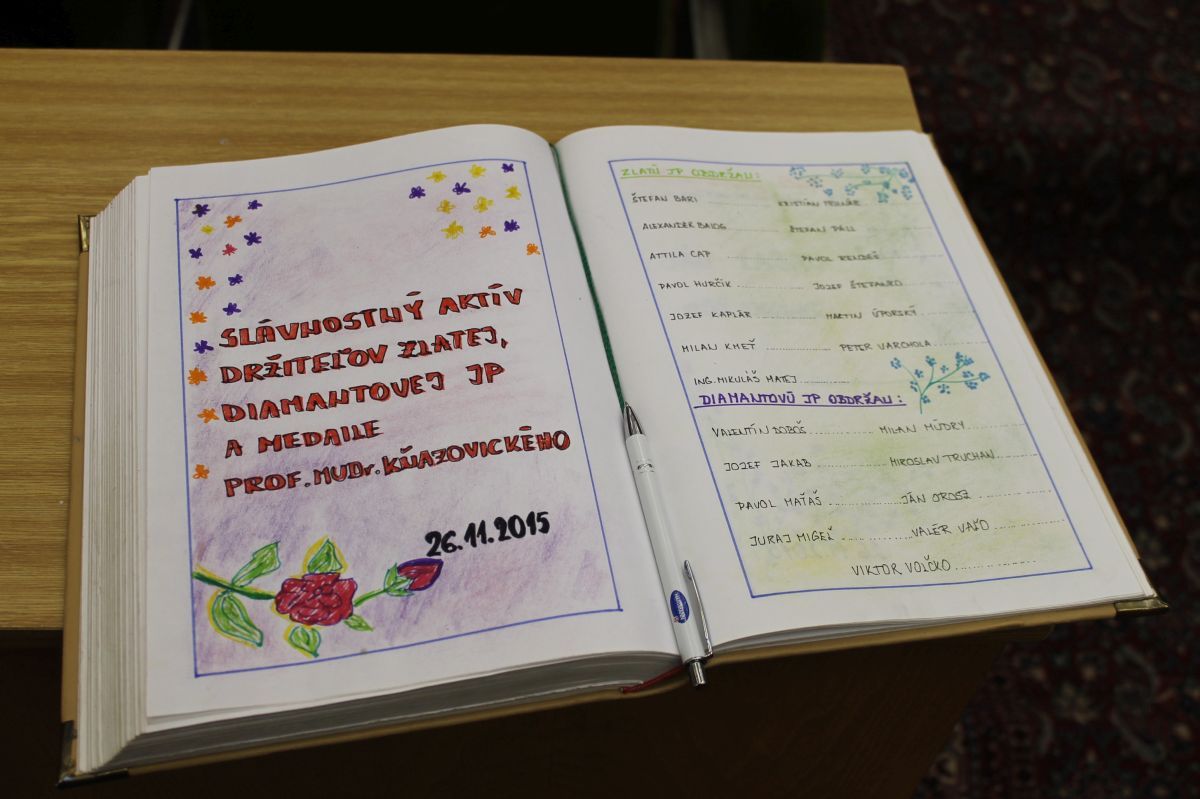 SLÁVNOSTNÝ AKTÍV
DRŽITEĽOV ZLATEJ,
DIAMANTOVEJ JP
A MEDAILE
PROF. MUDr. KŇAZOVICKÉHO
26.11.2015
ZLATÚ JP OBDRŽALI:
ŠTEFAN BARI KRISTIÁN
ALEXANDER BALOG ŠTEFAN PÁLL
ATTILA CAP PAVOL RENDEŠ
PAVOL HURČÍK JOZEF ŠTEFANKO
JOZEF KAPLÁR MARTIN ÚPORSKÝ
MILAN KMEŤ PETER VARCHOLA
ING. MIKULÁŠ MATEJ
DIAMANTOVÚ JP OBDRŽALI:
VALENTÍN DOBOŠ MILAN MÚDRY
JOZEF JAKAB MIROSLAV TRUCHAN
PAVOL MAŤAŠ JÁN OROSZ
JURAJ MIGEĽ VALÉR VAŠO
VIKTOR VOĽČKO